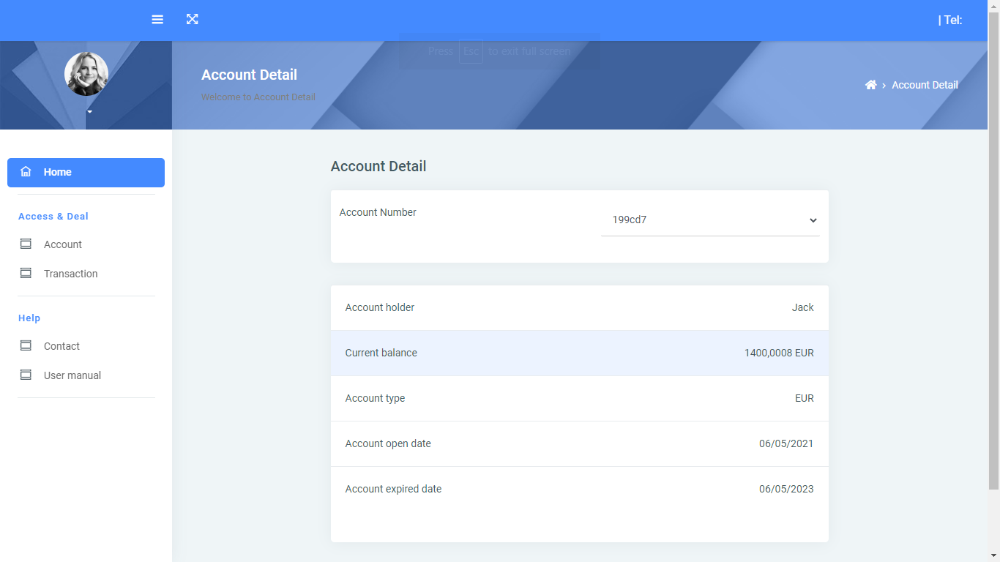 | Tel:
Press Esc to exit full screen
Account Detail
Welcome to Account Detail
Account Detail
Home
Access & Deal
Account
Transaction
Help
Contact
User manual
Account Detail
Account Number 199cd7
Account holder Jack
Current balance 1400,0008 EUR
Account type EUR
Account open date 06/05/2021
Account expired date 06/05/2023